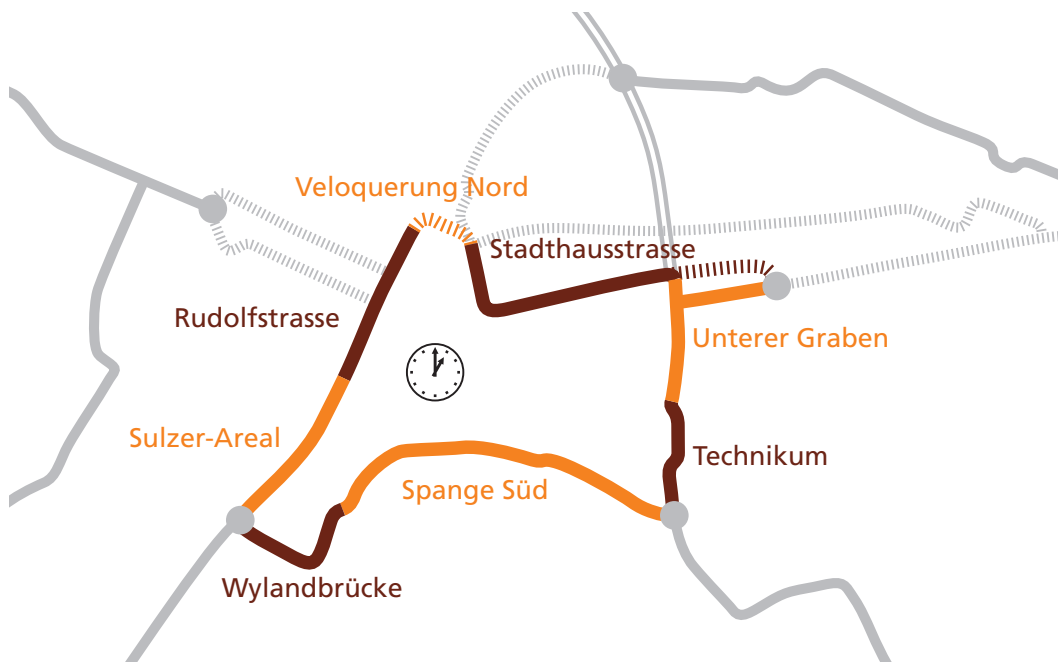 Veloquerung Nord
Stadthausstrasse
Rudolfstrasse
Unterer Graben
Sulzer-Areal
Technikum
Spange Süd
Wylandbrücke